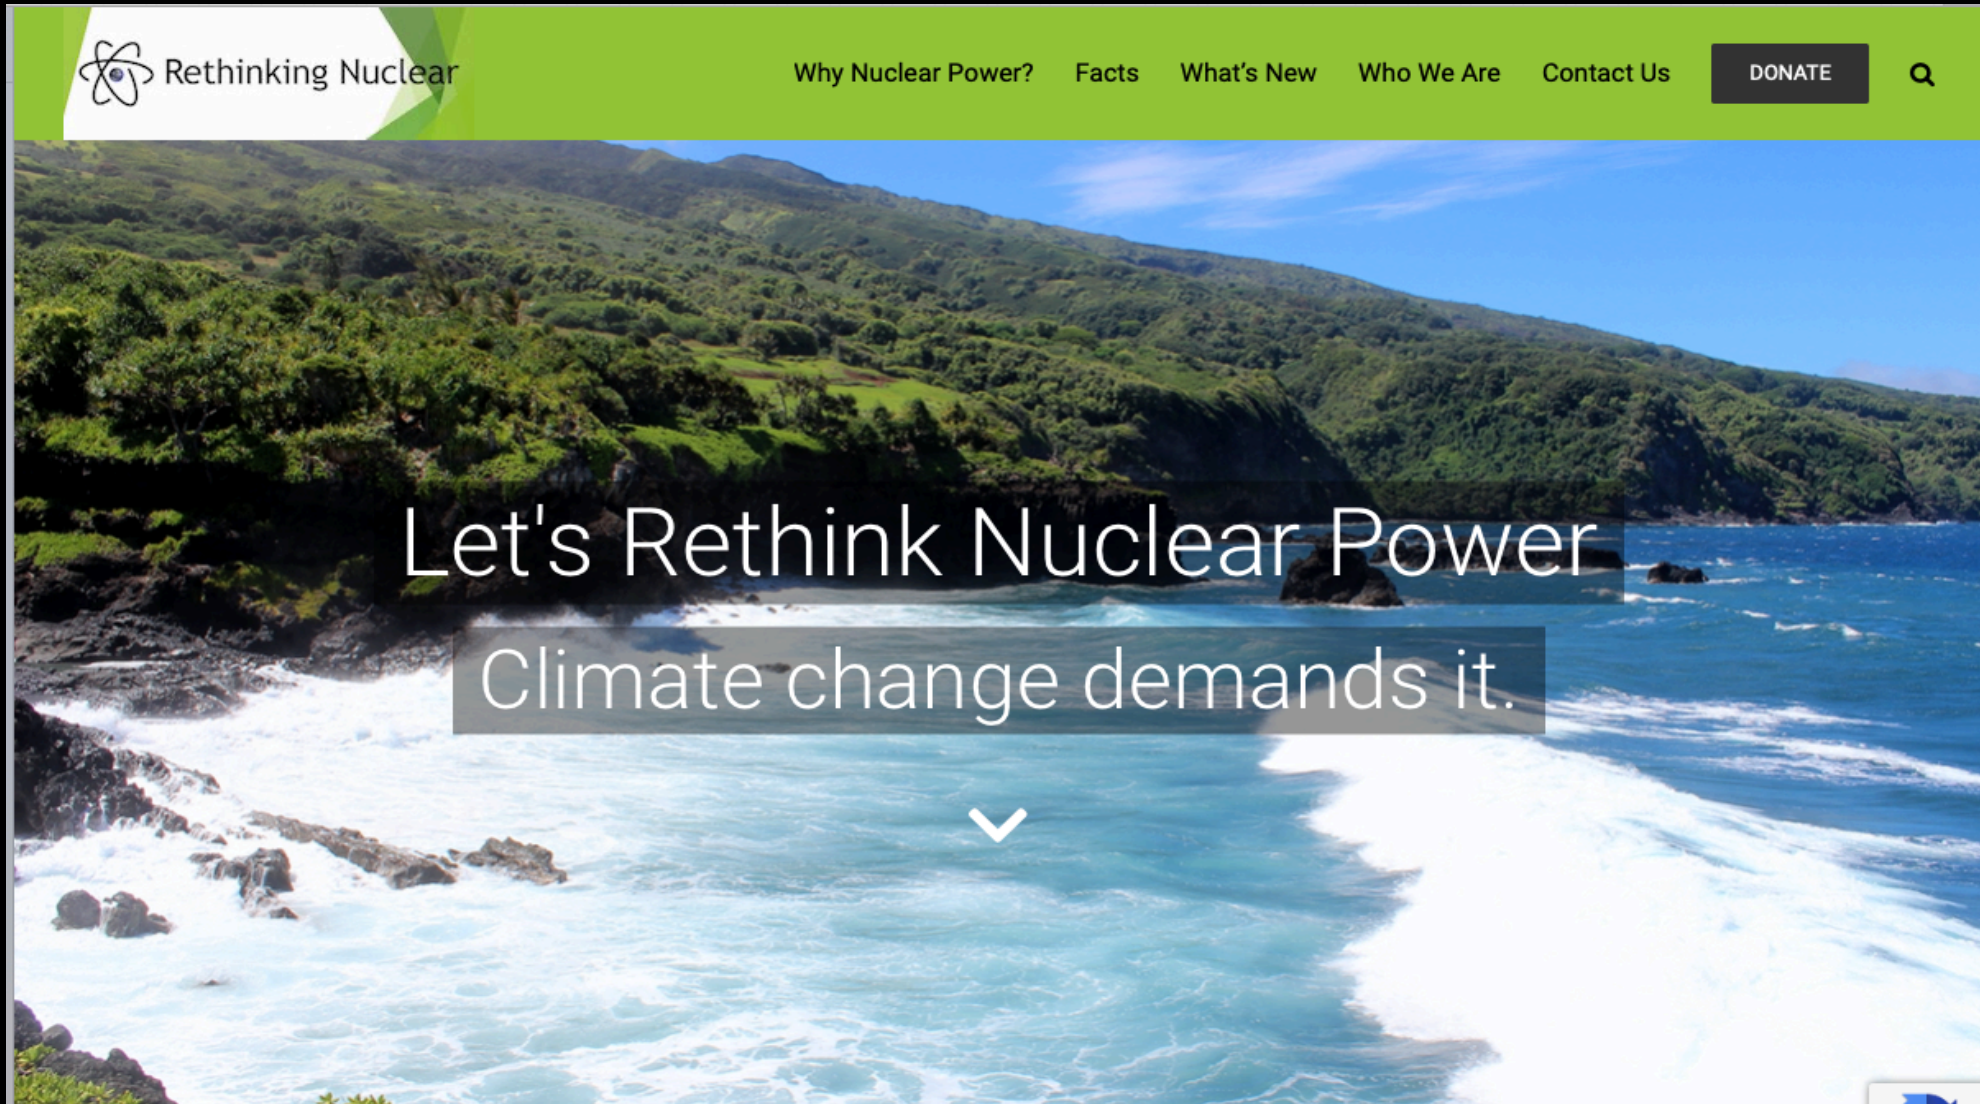 Rethinking Nuclear
Why Nuclear Power? Facts What's New Who We Are Contact Us DONATE
Let's Rethink Nuclear Power
Climate change demands it.